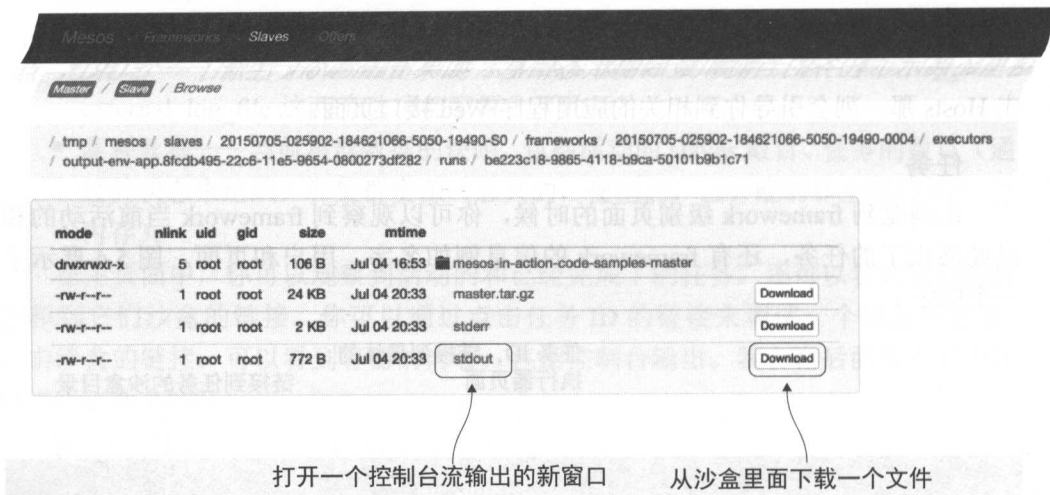 Mesos Frameworks Slaves Offers
Master / Slave / Browse
/ tmp / mesos / slaves / 20150705-025902-184621066-5050-19490-S0 / frameworks / 20150705-025902-184621066-5050-19490-0004 / executors
/ output-env-app.8fcdb495-22c6-11e5-9654-0800273df282 / runs / be223c18-9865-4118-b9ca-50101b9b1c71
mode nlink uid gid size mtime
drwxrwxr-x 5 root root 106 B Jul 04 16:53 mesos-in-action-code-samples-master
-rw-r--r-- 1 root root 24 KB Jul 04 20:33 master.tar.gz Download
-rw-r--r-- 1 root root 2 KB Jul 04 20:33 stderr Download
-rw-r--r-- 1 root root 772 B Jul 04 20:33 stdout Download
打开一个控制台流输出的新窗口 从沙盒里面下载一个文件